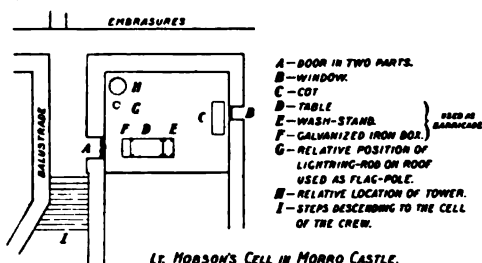 EMBRASURES
BALUSTRADE
H
G
F D E
C
B
A
I
A—DOOR IN TWO PARTS.
B—WINDOW.
C—COT
D—TABLE
E—WASH-STAND.
F—GALVANIZED IRON BOX.
USED AS
BARRICADE
G—RELATIVE POSITION OF
LIGHTNING-ROD ON ROOF
USED AS FLAG-POLE.
H—RELATIVE LOCATION OF TOWER.
I—STEPS DESCENDING TO THE CELL
OF THE CREW.
LT. HOBSON'S CELL IN MORRO CASTLE.